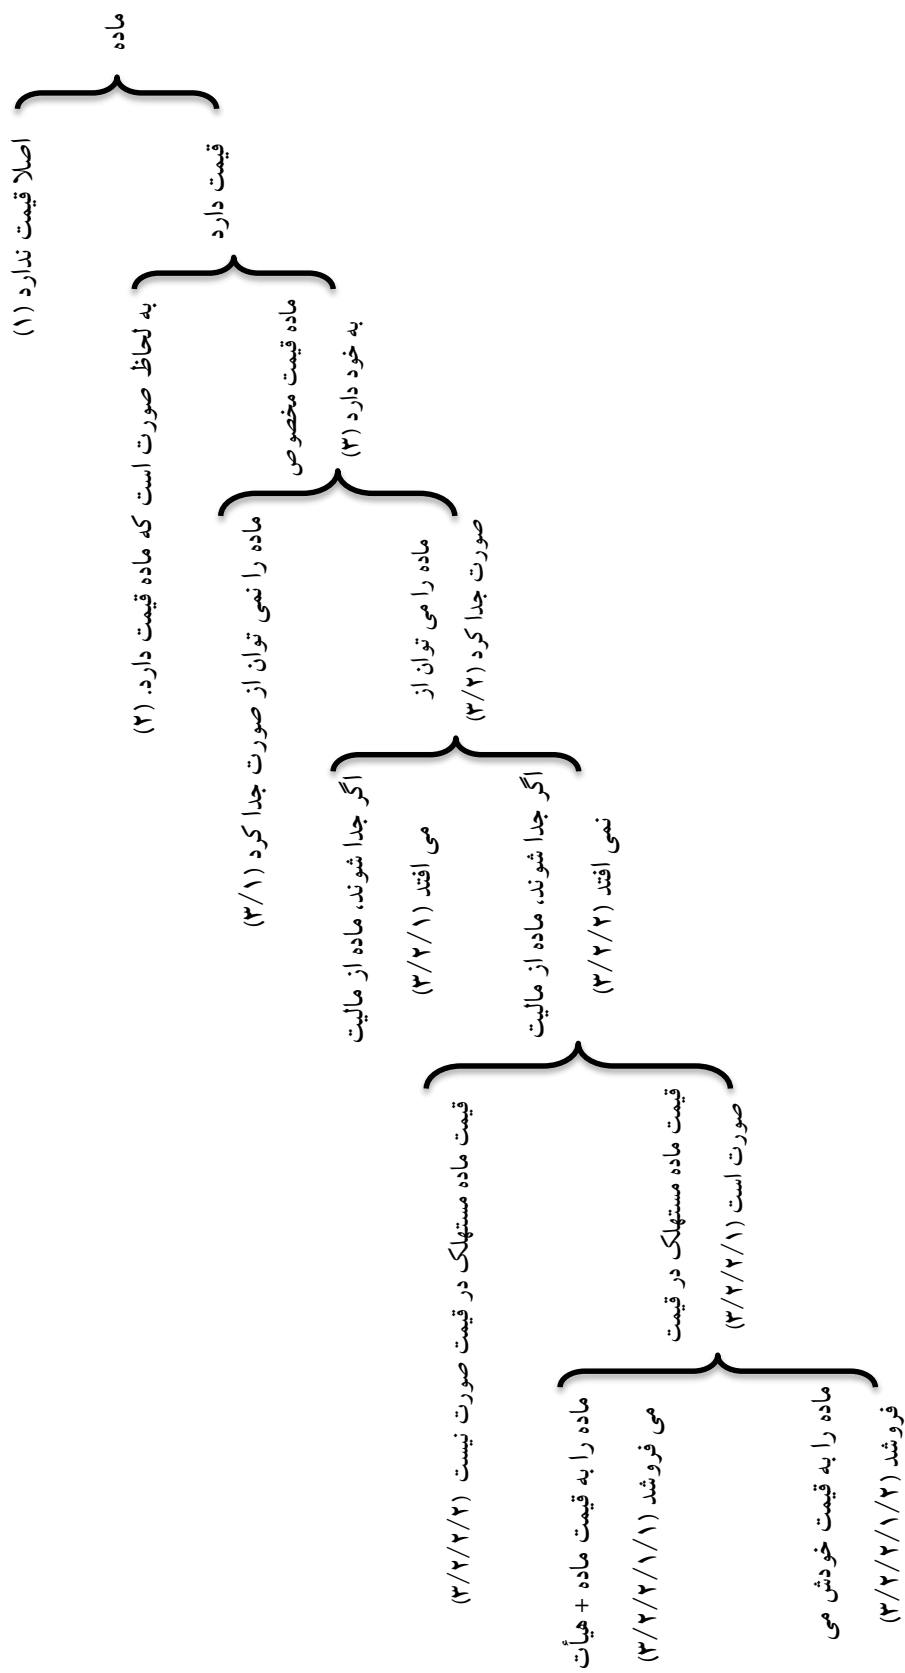 ماده
اصلا قیمت ندارد (۱)
قیمت دارد
به لحاظ صورت است که ماده قیمت دارد. (۲)
ماده قیمت مخصوص
به خود دارد (۳)
ماده را نمی توان از صورت جدا کرد (۳/۱)
ماده را می توان از
صورت جدا کرد (۳/۲)
اگر جدا شوند، ماده از مالیت
می افتد (۳/۲/۱)
اگر جدا شوند، ماده از مالیت
نمی افتد (۳/۲/۲)
قیمت ماده مستهلک در قیمت صورت نیست (۳/۲/۲/۲)
قیمت ماده مستهلک در قیمت
صورت است (۳/۲/۲/۱)
ماده را به قیمت ماده + هیأت
می فروشد (۳/۲/۲/۱/۱)
ماده را به قیمت خودش می
فروشد (۳/۲/۲/۱/۲)